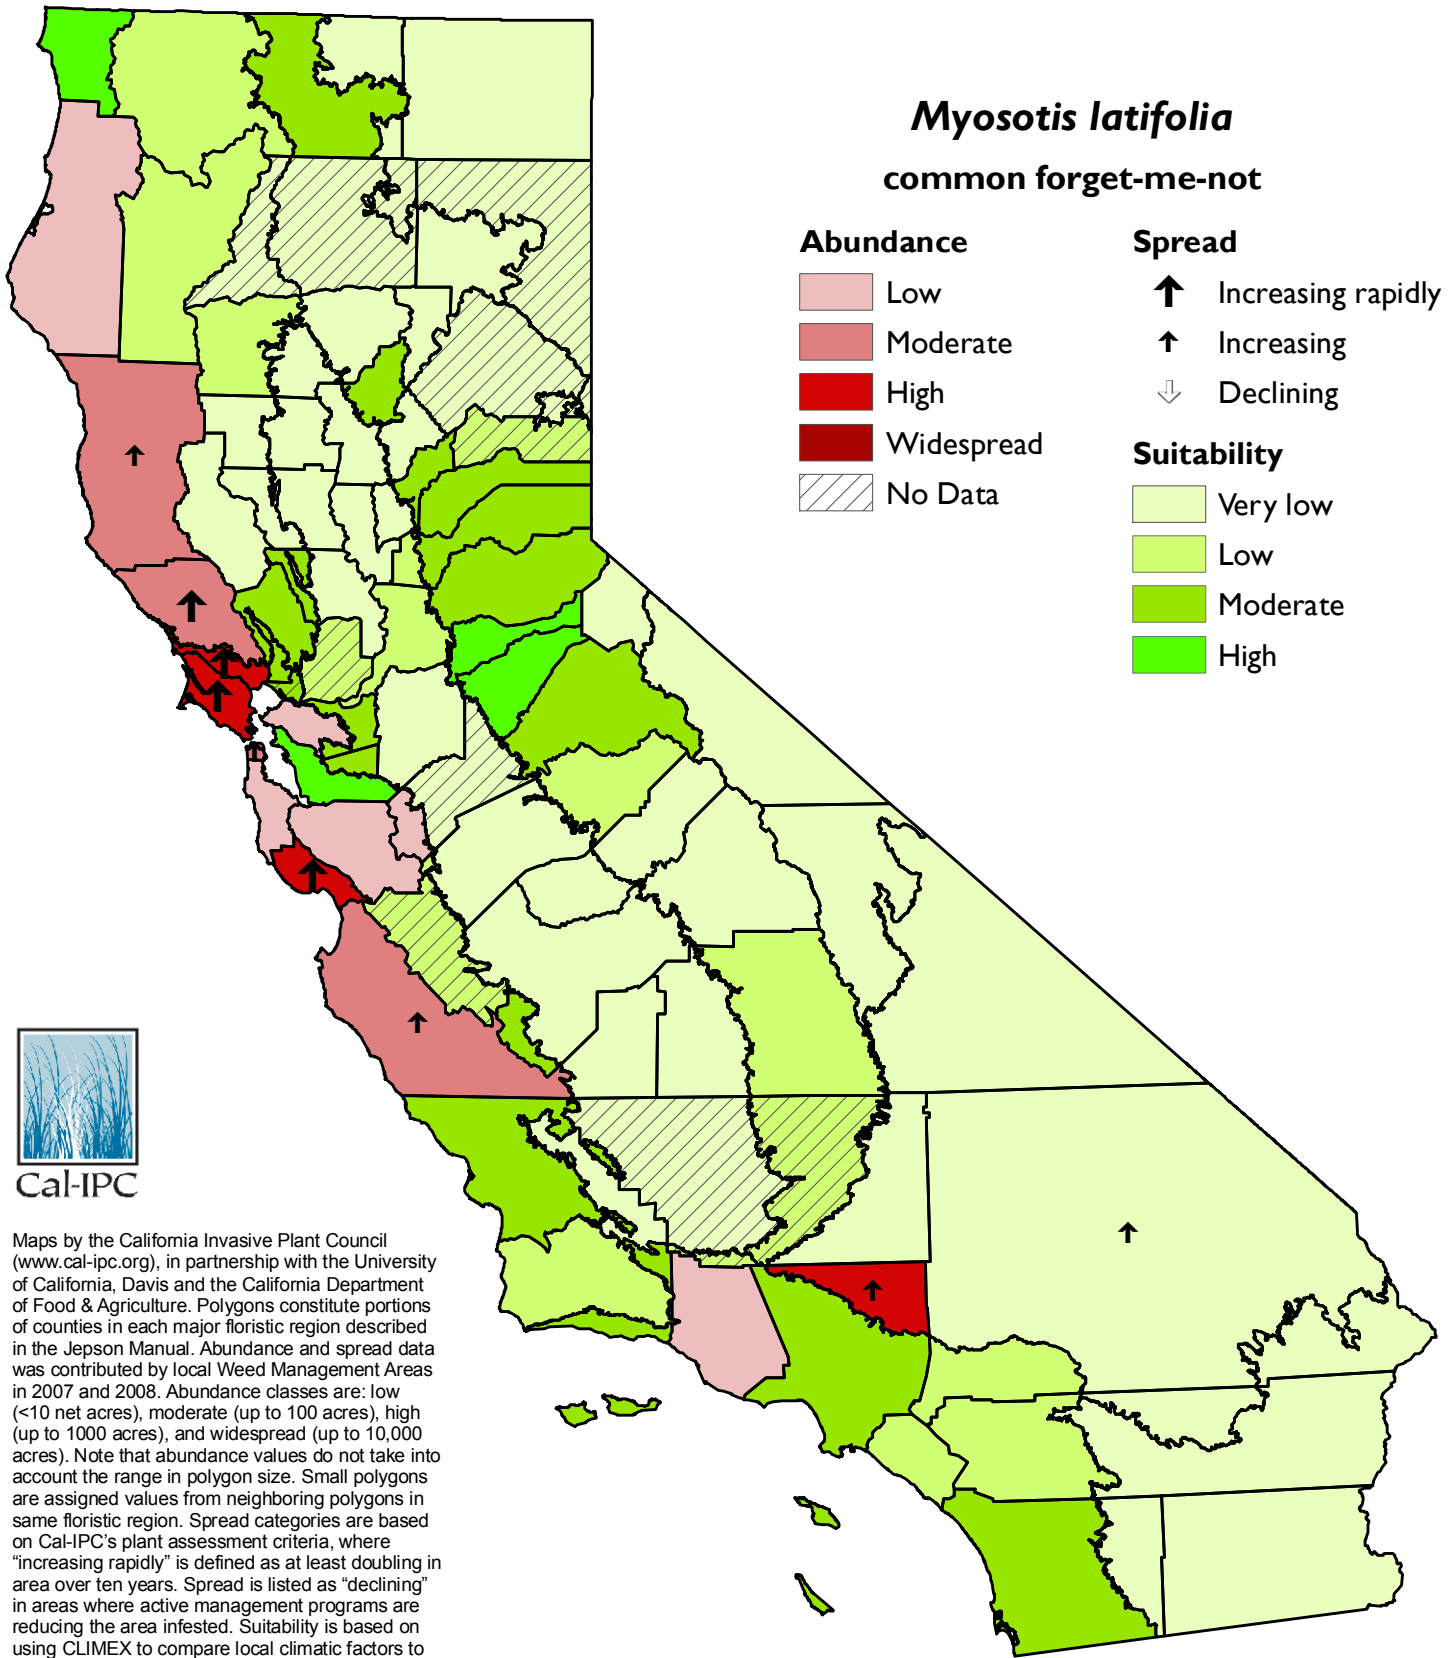 Myosotis latifolia
common forget-me-not
Abundance
Low
Moderate
High
Widespread
No Data
Spread
Increasing rapidly
Increasing
Declining
Suitability
Very low
Low
Moderate
High
Cal-IPC
Maps by the California Invasive Plant Council
(www.cal-ipc.org), in partnership with the University
of California, Davis and the California Department
of Food & Agriculture. Polygons constitute portions
of counties in each major floristic region described
in the Jepson Manual. Abundance and spread data
was contributed by local Weed Management Areas
in 2007 and 2008. Abundance classes are: low
(<10 net acres), moderate (up to 100 acres), high
(up to 1000 acres), and widespread (up to 10,000
acres). Note that abundance values do not take into
account the range in polygon size. Small polygons
are assigned values from neighboring polygons in
same floristic region. Spread categories are based
on Cal-IPC's plant assessment criteria, where
“increasing rapidly” is defined as at least doubling in
area over ten years. Spread is listed as “declining”
in areas where active management programs are
reducing the area infested. Suitability is based on
using CLIMEX to compare local climatic factors to